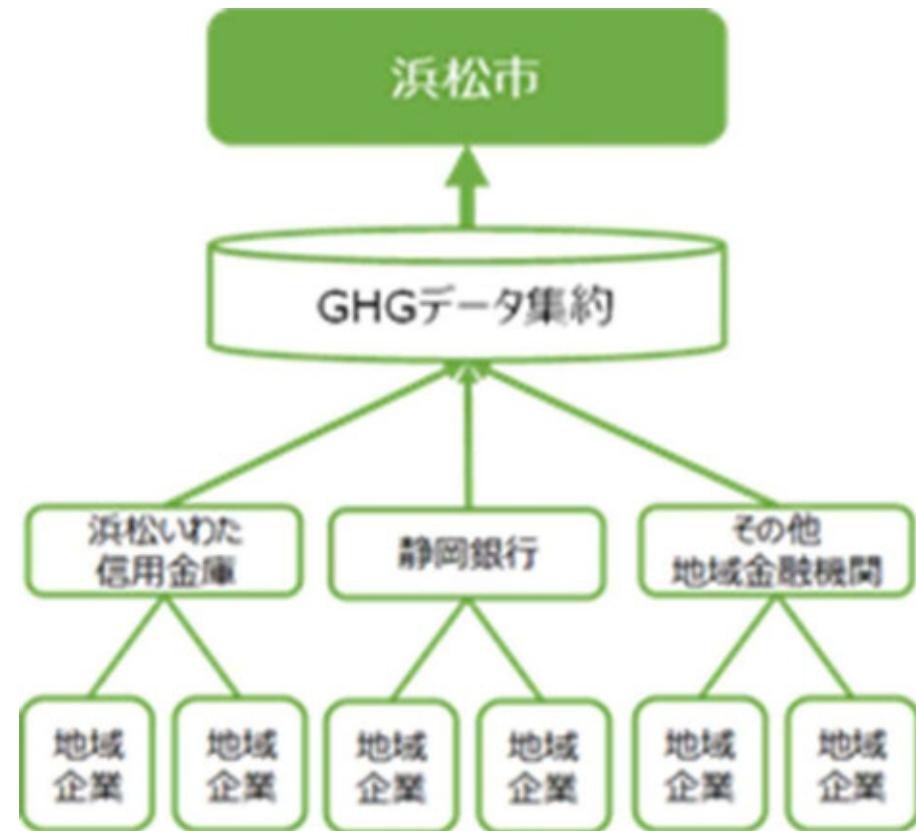 浜松市
GHGデータ集約
浜松いわた
信用金庫
静岡銀行
その他
地域金融機関
地域
企業
地域
企業
地域
企業
地域
企業
地域
企業
地域
企業